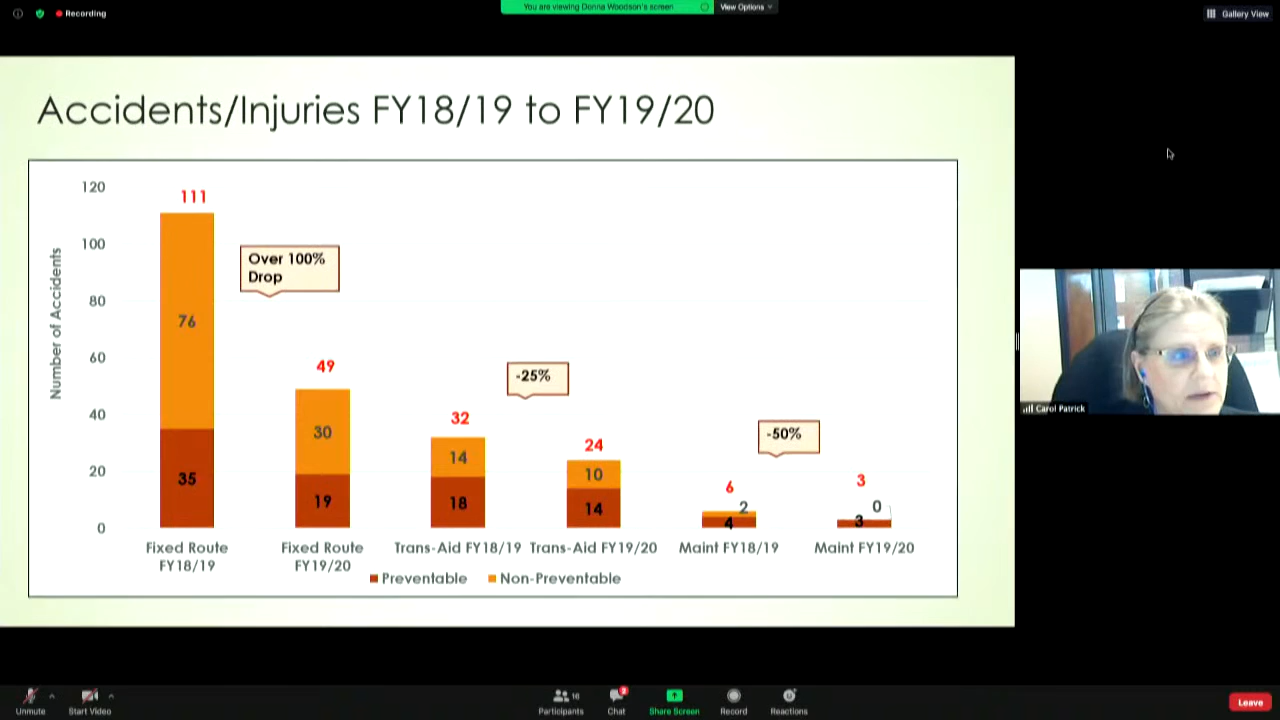 Recording
You are viewing Donna Woodson's screen
View Options
Gallery View
Accidents/Injuries FY18/19 to FY19/20
Number of Accidents
120
100
80
60
40
20
0
111
76
35
Over 100%
Drop
49
30
19
32
14
18
-25%
24
10
14
6
2
4
-50%
3
0
3
Fixed Route
FY18/19
Fixed Route
FY19/20
Trans-Aid FY18/19
Trans-Aid FY19/20
Maint FY18/19
Maint FY19/20
Preventable
Non-Preventable
Carol Patrick
Unmute
Start Video
Participants
16
Chat
Share Screen
Record
Reactions
Leave